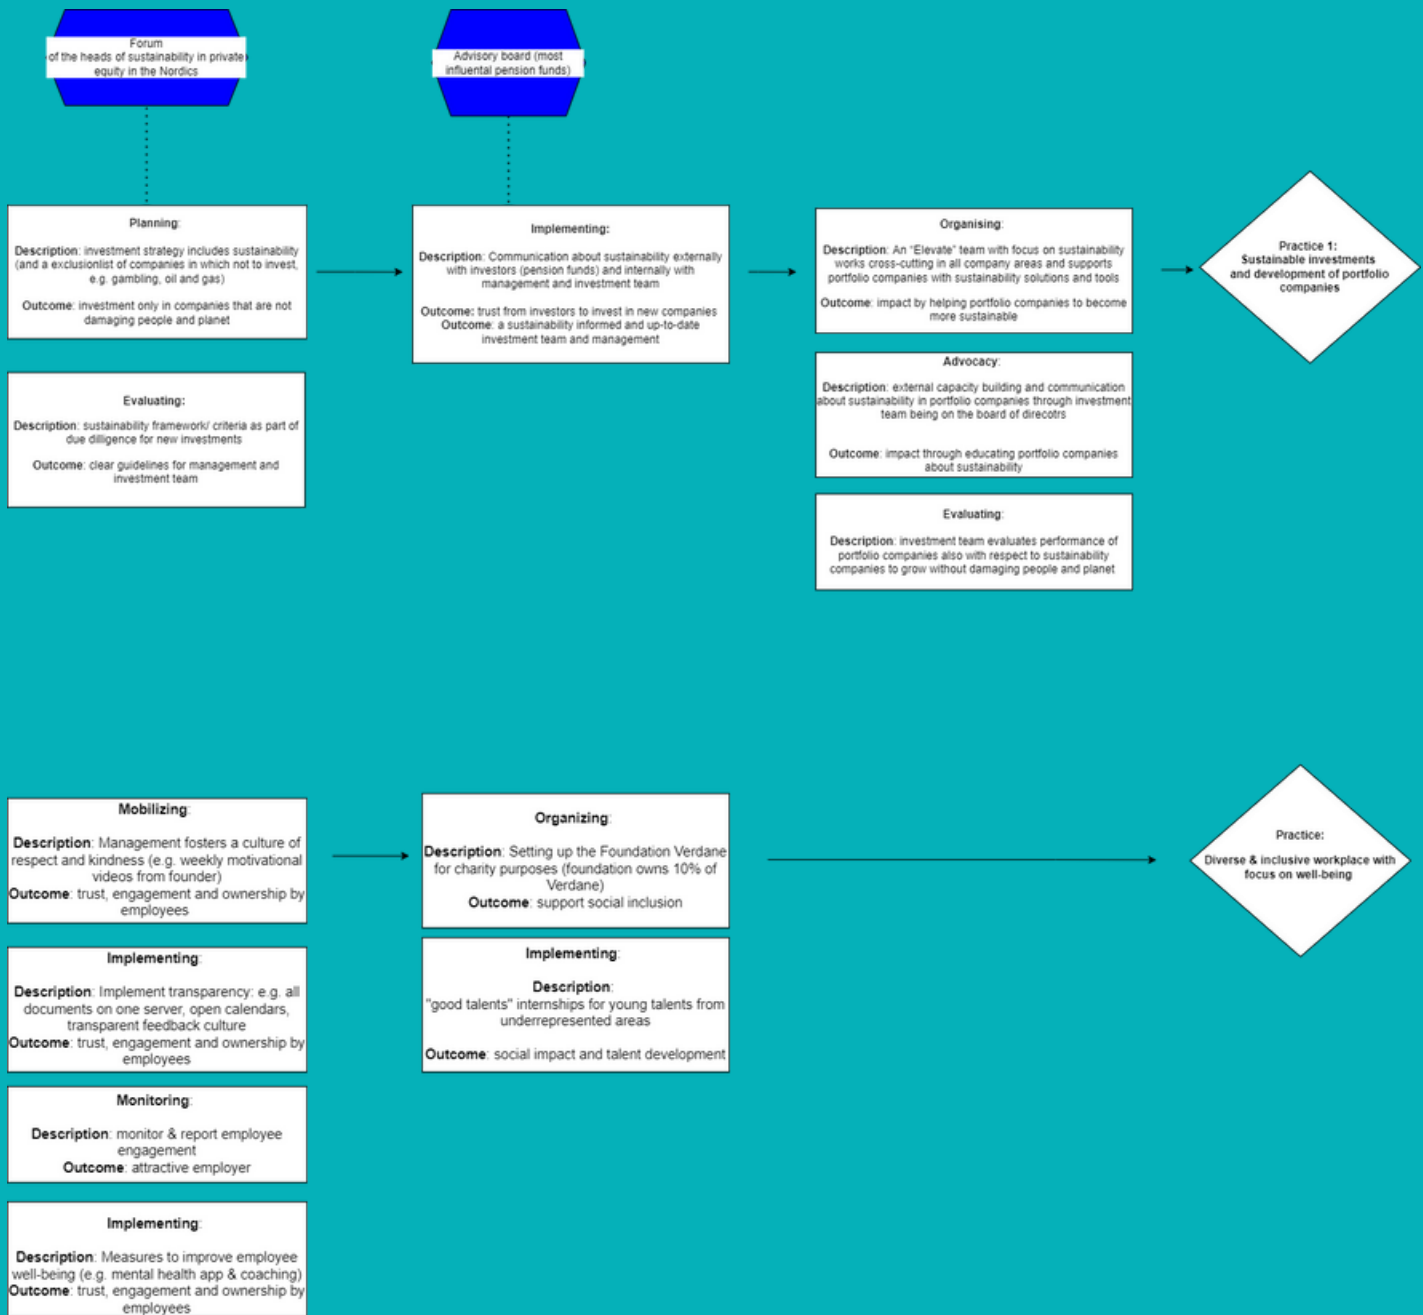 Forum
of the heads of sustainability in private
equity in the Nordics
Advisory board (most
influental pension funds)
Planning:
Description: investment strategy includes sustainability
(and a exclusionlist of companies in which not to invest,
e.g. gambling, oil and gas)
Outcome: investment only in companies that are not
damaging people and planet
Evaluating:
Description: sustainability framework/ criteria as part of
due dilligence for new investments
Outcome: clear guidelines for management and
investment team
Implementing:
Description: Communication about sustainability externally
with investors (pension funds) and internally with
management and investment team
Outcome: trust from investors to invest in new companies
Outcome: a sustainability informed and up-to-date
investment team and management
Organising:
Description: An "Elevate" team with focus on sustainability
works cross-cutting in all company areas and supports
portfolio companies with sustainability solutions and tools
Outcome: impact by helping portfolio companies to become
more sustainable
Advocacy:
Description: external capacity building and communication
about sustainability in portfolio companies through investment
team being on the board of direcotrs
Outcome: impact through educating portfolio companies
about sustainability
Evaluating:
Description: investment team evaluates performance of
portfolio companies also with respect to sustainability
companies to grow without damaging people and planet
Practice 1:
Sustainable investments
and development of portfolio
companies
Mobilizing:
Description: Management fosters a culture of
respect and kindness (e.g. weekly motivational
videos from founder)
Outcome: trust, engagement and ownership by
employees
Implementing:
Description: Implement transparency: e.g. all
documents on one server, open calendars,
transparent feedback culture
Outcome: trust, engagement and ownership by
employees
Monitoring:
Description: monitor & report employee
engagement
Outcome: attractive employer
Implementing:
Description: Measures to improve employee
well-being (e.g. mental health app & coaching)
Outcome: trust, engagement and ownership by
employees
Organizing:
Description: Setting up the Foundation Verdane
for charity purposes (foundation owns 10% of
Verdane)
Outcome: support social inclusion
Implementing:
Description:
"good talents" internships for young talents from
underrepresented areas
Outcome: social impact and talent development
Practice:
Diverse & inclusive workplace with
focus on well-being